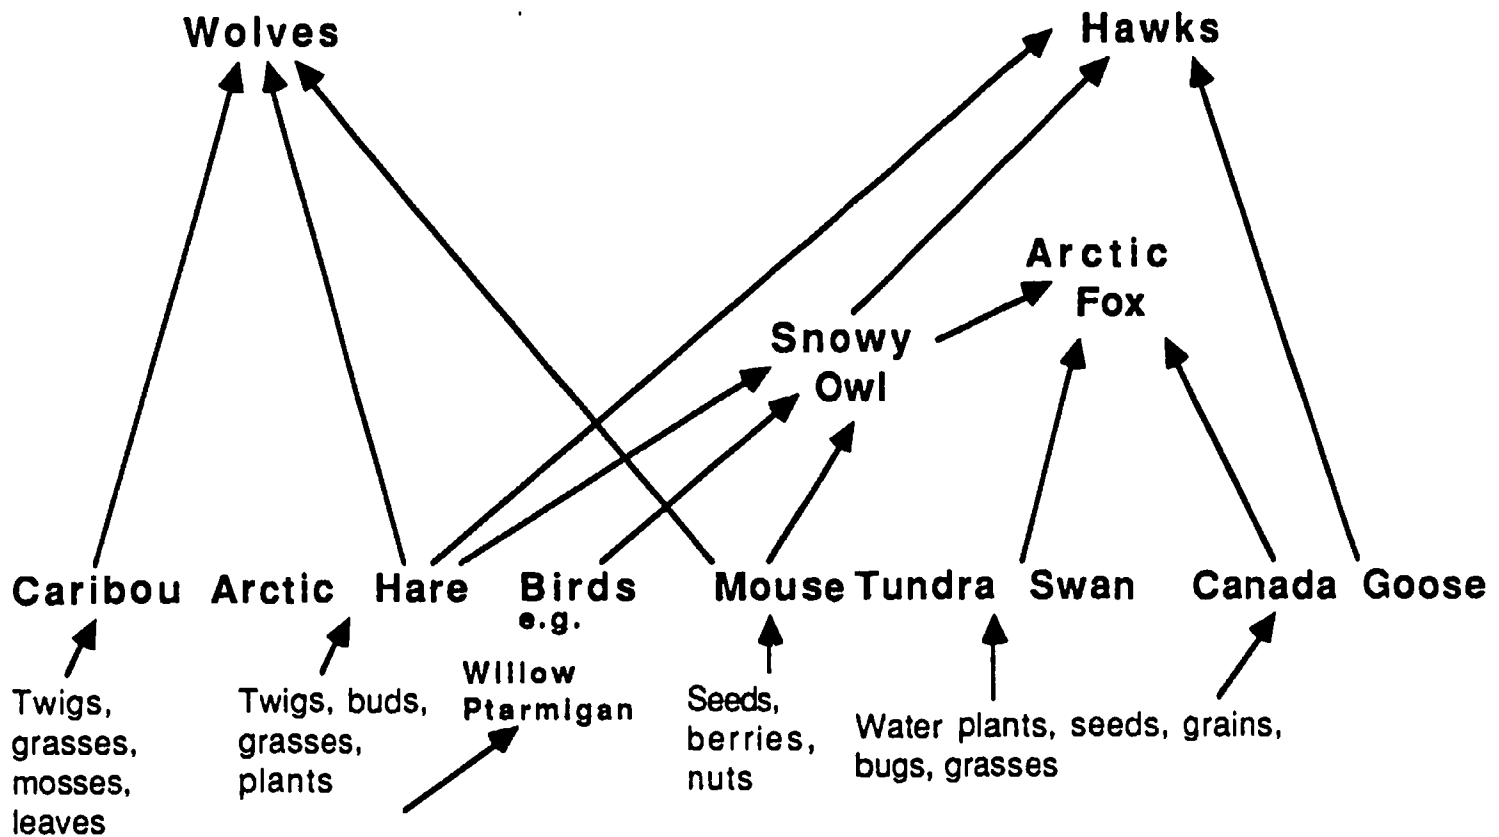 Wolves
Hawks
Arctic
Fox
Snowy
Owl
Caribou Arctic Hare Birds Mouse Tundra Swan Canada Goose
e.g.
Willow
Ptarmigan
Twigs,
grasses,
mosses,
leaves
Twigs, buds,
grasses,
plants
Seeds,
berries,
nuts
Water plants, seeds, grains,
bugs, grasses